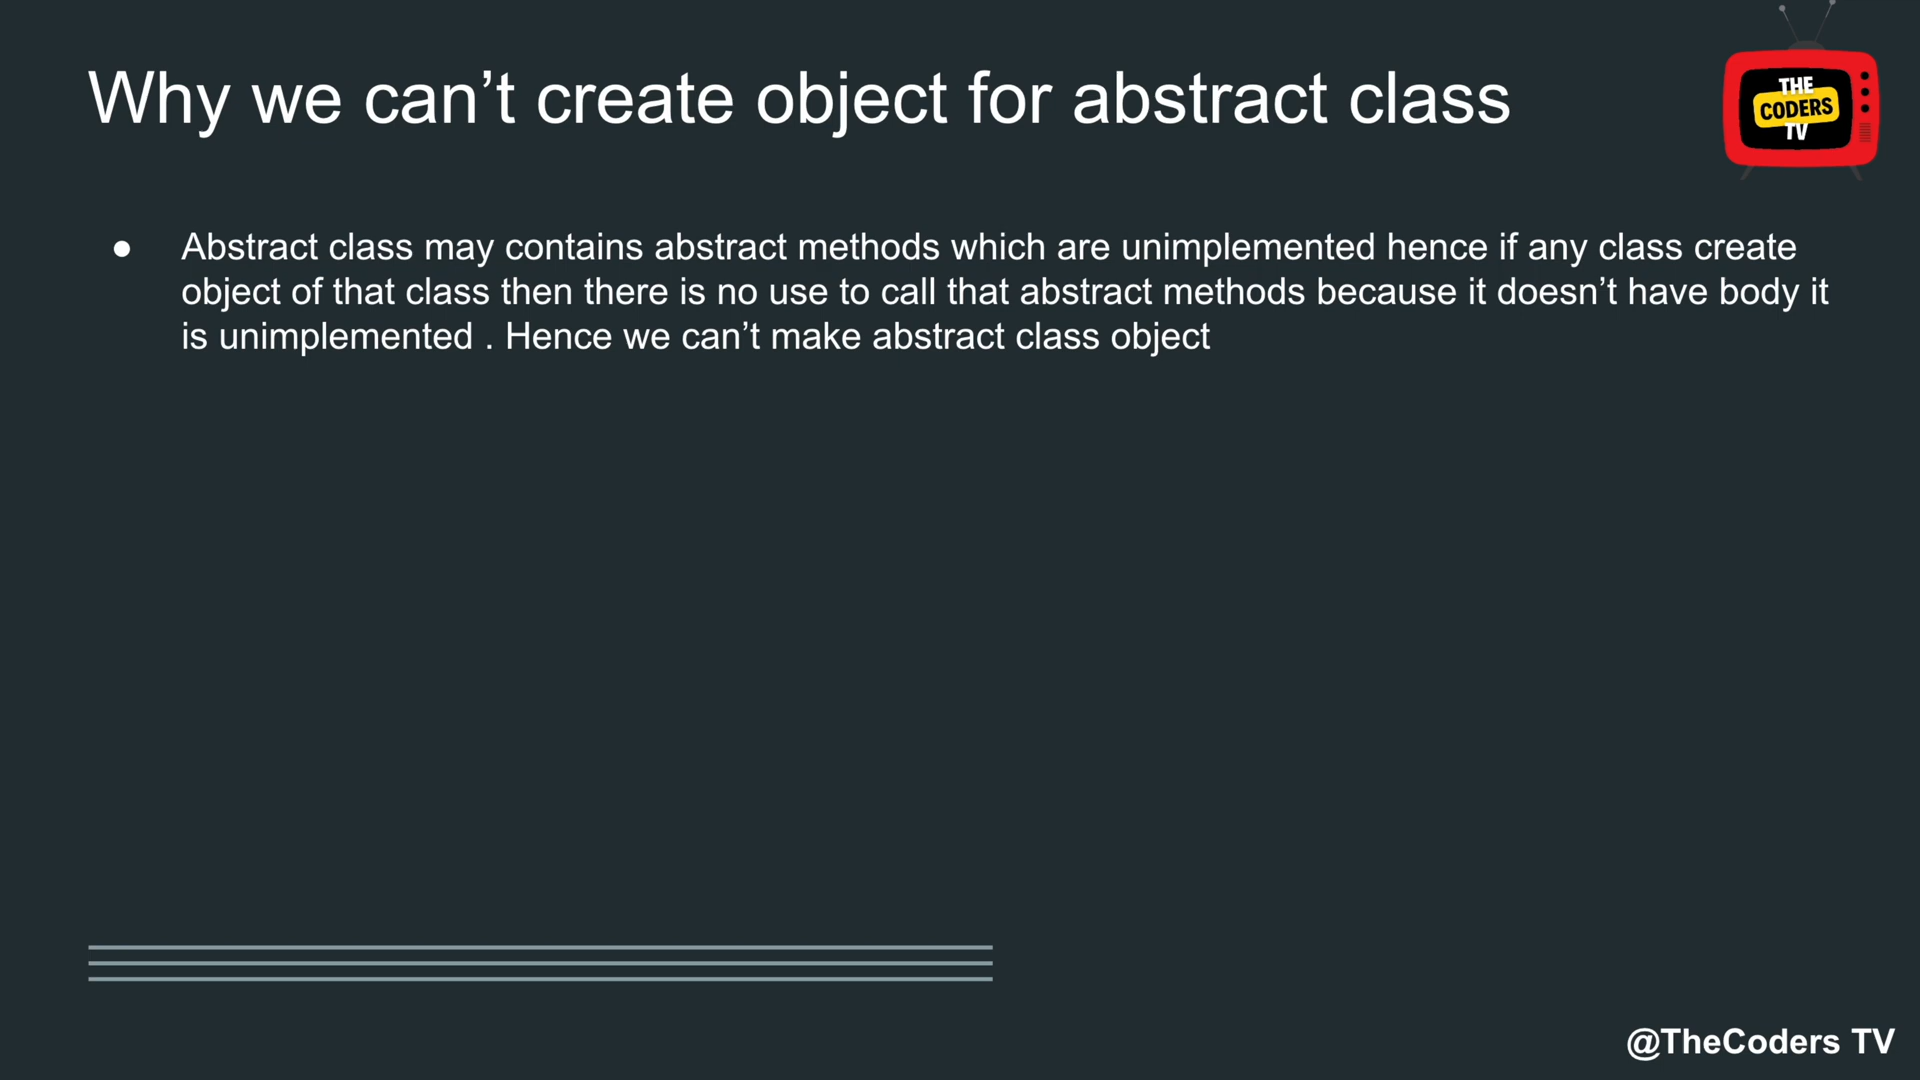 Why we can’t create object for abstract class
THE
CODERS
TV
● Abstract class may contains abstract methods which are unimplemented hence if any class create
object of that class then there is no use to call that abstract methods because it doesn’t have body it
is unimplemented . Hence we can’t make abstract class object
@TheCoders TV